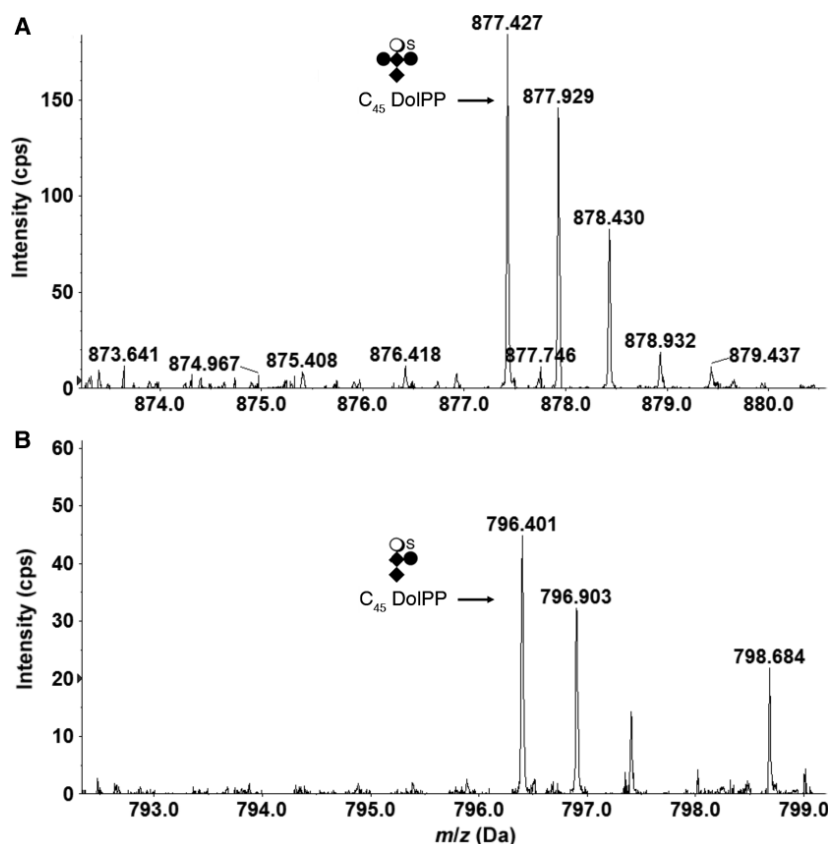 A
877.427
S
877.929
C45 DolPP
878.430
873.641
874.967
875.408
876.418
877.746
878.932
879.437
Intensity (cps)
150
100
50
0
874.0 875.0 876.0 877.0 878.0 879.0 880.0
B
60
50
40
30
20
10
0
Intensity (cps)
796.401
S
C45 DolPP
796.903
798.684
793.0 794.0 795.0 796.0 797.0 798.0 799.0
m/z (Da)